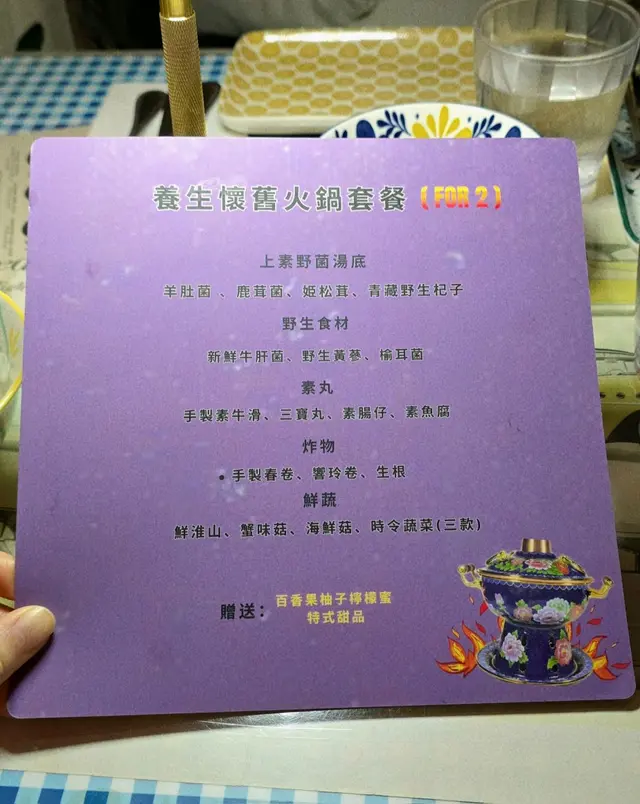 養生懷舊火鍋套餐 (FOR 2)
上素野菌湯底
羊肚菌、鹿茸菌、姬松茸、青藏野生杞子
野生食材
新鮮牛肝菌、野生黃蔘、榆耳菌
素丸
手製素牛滑、三寶丸、素腸仔、素魚腐
炸物
•手製春卷、響玲卷、生根
鮮蔬
鮮淮山、蟹味菇、海鮮菇、時令蔬菜(三款)
贈送：百香果柚子檸檬蜜
特式甜品